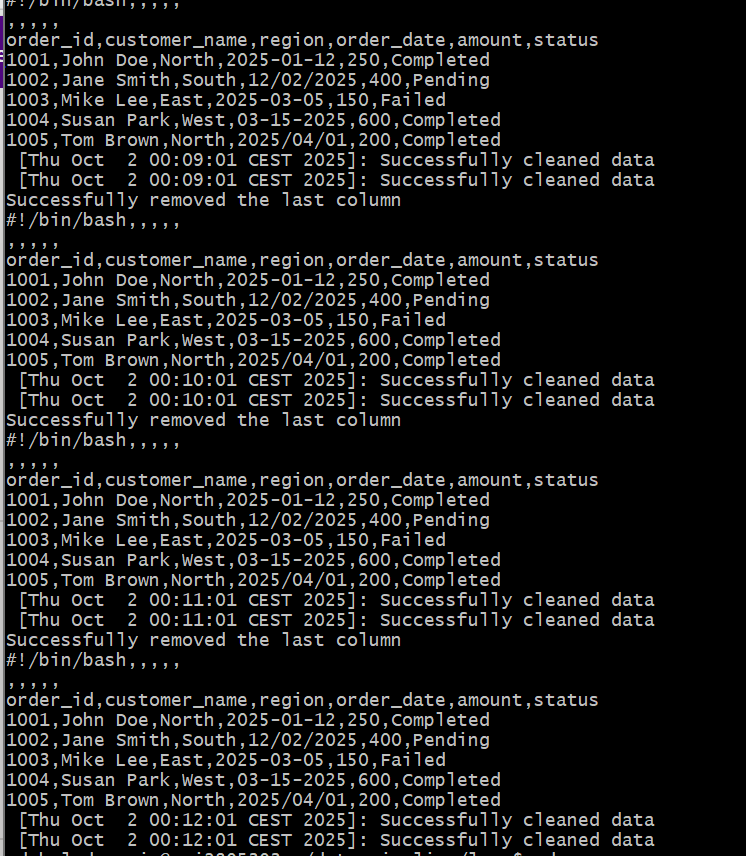 #!/bin/bash,,,,,
,,,,,
order_id,customer_name,region,order_date,amount,status
1001,John Doe,North,2025-01-12,250,Completed
1002,Jane Smith,South,12/02/2025,400,Pending
1003,Mike Lee,East,2025-03-05,150,Failed
1004,Susan Park,West,03-15-2025,600,Completed
1005,Tom Brown,North,2025/04/01,200,Completed
 [Thu Oct  2 00:09:01 CEST 2025]: Successfully cleaned data
 [Thu Oct  2 00:09:01 CEST 2025]: Successfully cleaned data
Successfully removed the last column
#!/bin/bash,,,,,
,,,,,
order_id,customer_name,region,order_date,amount,status
1001,John Doe,North,2025-01-12,250,Completed
1002,Jane Smith,South,12/02/2025,400,Pending
1003,Mike Lee,East,2025-03-05,150,Failed
1004,Susan Park,West,03-15-2025,600,Completed
1005,Tom Brown,North,2025/04/01,200,Completed
 [Thu Oct  2 00:10:01 CEST 2025]: Successfully cleaned data
 [Thu Oct  2 00:10:01 CEST 2025]: Successfully cleaned data
Successfully removed the last column
#!/bin/bash,,,,,
,,,,,
order_id,customer_name,region,order_date,amount,status
1001,John Doe,North,2025-01-12,250,Completed
1002,Jane Smith,South,12/02/2025,400,Pending
1003,Mike Lee,East,2025-03-05,150,Failed
1004,Susan Park,West,03-15-2025,600,Completed
1005,Tom Brown,North,2025/04/01,200,Completed
 [Thu Oct  2 00:11:01 CEST 2025]: Successfully cleaned data
 [Thu Oct  2 00:11:01 CEST 2025]: Successfully cleaned data
Successfully removed the last column
#!/bin/bash,,,,,
,,,,,
order_id,customer_name,region,order_date,amount,status
1001,John Doe,North,2025-01-12,250,Completed
1002,Jane Smith,South,12/02/2025,400,Pending
1003,Mike Lee,East,2025-03-05,150,Failed
1004,Susan Park,West,03-15-2025,600,Completed
1005,Tom Brown,North,2025/04/01,200,Completed
 [Thu Oct  2 00:12:01 CEST 2025]: Successfully cleaned data
 [Thu Oct  2 00:12:01 CEST 2025]: Successfully cleaned data